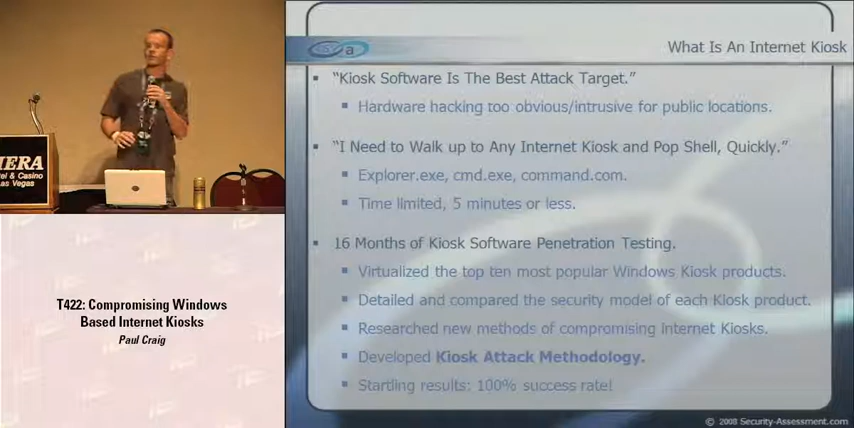 What Is An Internet Kiosk
"Kiosk Software Is The Best Attack Target."
Hardware hacking too obvious/intrusive for public locations.
"I Need to Walk up to Any Internet Kiosk and Pop Shell, Quickly."
Explorer.exe, cmd.exe, command.com.
Time limited, 5 minutes or less.
16 Months of Kiosk Software Penetration Testing.
Virtualized the top ten most popular Windows Kiosk products.
Detailed and compared the security model of each Kiosk product.
Researched new methods of compromising Internet Kiosks.
Developed Kiosk Attack Methodology.
Startling results: 100% success rate!
© 2008 Security-Assessment.com
IERA
el & Casino
as Vegas
T422: Compromising Windows
Based Internet Kiosks
Paul Craig